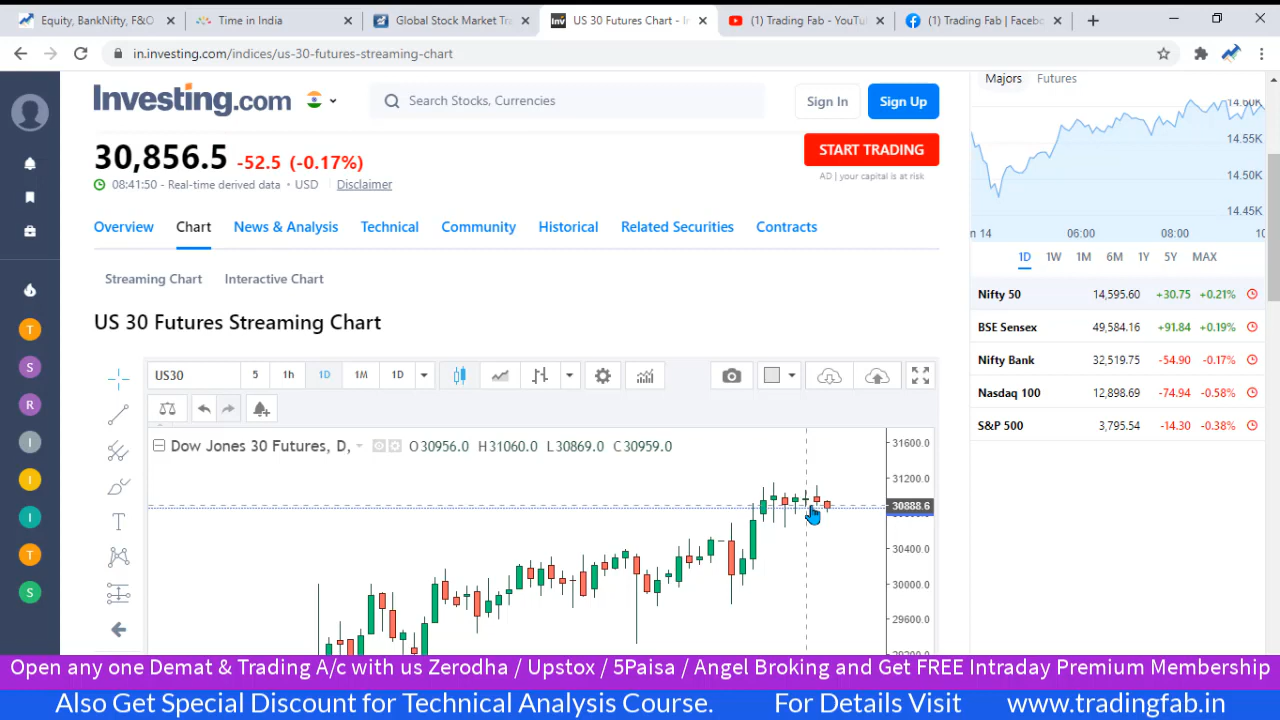 Equity, BankNifty, F&O
Time in India
Global Stock Market Tr
US 30 Futures Chart - In
(1) Trading Fab - YouTu
(1) Trading Fab | Faceb
in.investing.com/indices/us-30-futures-streaming-chart
Investing.com
Search Stocks, Currencies
Sign In
Sign Up
30,856.5 -52.5 (-0.17%)
08:41:50 - Real-time derived data • USD Disclaimer
START TRADING
AD | your capital is at risk
Overview Chart News & Analysis Technical Community Historical Related Securities Contracts
Streaming Chart Interactive Chart
US 30 Futures Streaming Chart
US30 5 1h 1D 1M 1D
Dow Jones 30 Futures, D, O30956.0 H31060.0 L30869.0 C30959.0
31600.0
31200.0
30888.6
30400.0
30000.0
29600.0
Majors Futures
14.60K
14.55K
14.50K
14.45K
n 14 06:00 08:00 10
1D 1W 1M 6M 1Y 5Y MAX
Nifty 50 14,595.60 +30.75 +0.21%
BSE Sensex 49,584.16 +91.84 +0.19%
Nifty Bank 32,519.75 -54.90 -0.17%
Nasdaq 100 12,898.69 -74.94 -0.58%
S&P 500 3,795.54 -14.30 -0.38%
T
S
R
I
I
I
T
S
Open any one Demat & Trading A/c with us Zerodha / Upstox / 5Paisa / Angel Broking and Get FREE Intraday Premium Membership
Also Get Special Discount for Technical Analysis Course. For Details Visit www.tradingfab.in